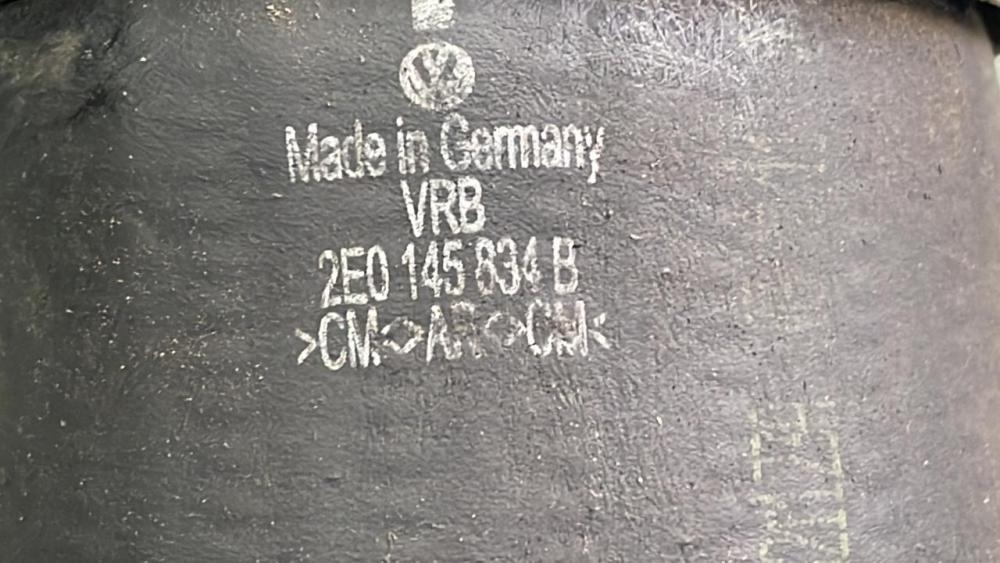 Made in Germany
VRB
2E0 145 834 B
>CM<>AR<>CM<